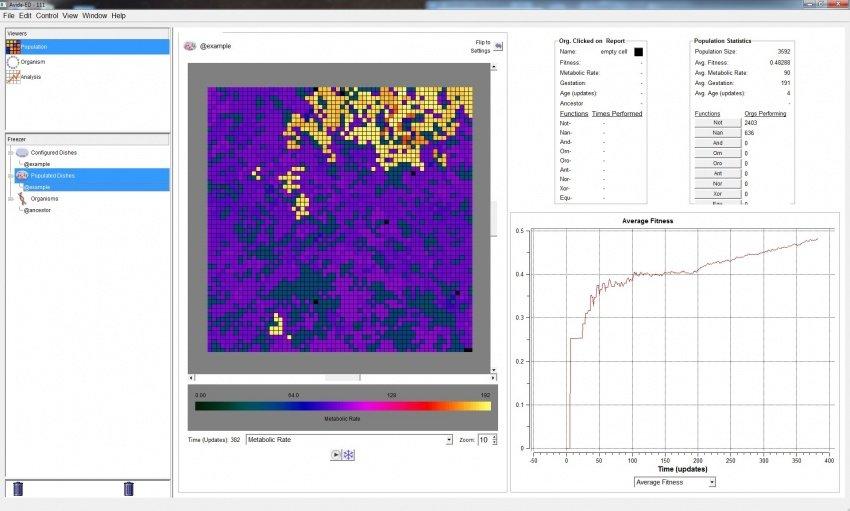 Avida-ED - 111
File Edit Control View Window Help
Viewers
Population
Organism
Analysis
Freezer
Configured Dishes
@example
Populated Dishes
@example
Organisms
@ancestor
@example
Flip to
Settings
0.00 64.0 128 192
Metabolic Rate
Time (Updates): 382 Metabolic Rate Zoom: 10
Org. Clicked on Report
Name: empty cell
Fitness: -
Metabolic Rate: -
Gestation: -
Age (updates): -
Ancestor -
Functions Times Performed
Not- -
Nan- -
And- -
Orn- -
Oro- -
Ant- -
Nor- -
Xor- -
Equ- -
Population Statistics
Population Size: 3592
Avg. Fitness: 0.48288
Avg. Metabolic Rate: 90
Avg. Gestation: 191
Avg. Age (updates): 4
-
Functions Orgs Performing
Not 2403
Nan 636
And 0
Orn 0
Oro 0
Ant 0
Nor 0
Xor 0
Equ 0
Average Fitness
0.5
0.4
0.3
0.2
0.1
0
-50 0 50 100 150 200 250 300 350 400
Time (updates)
Average Fitness